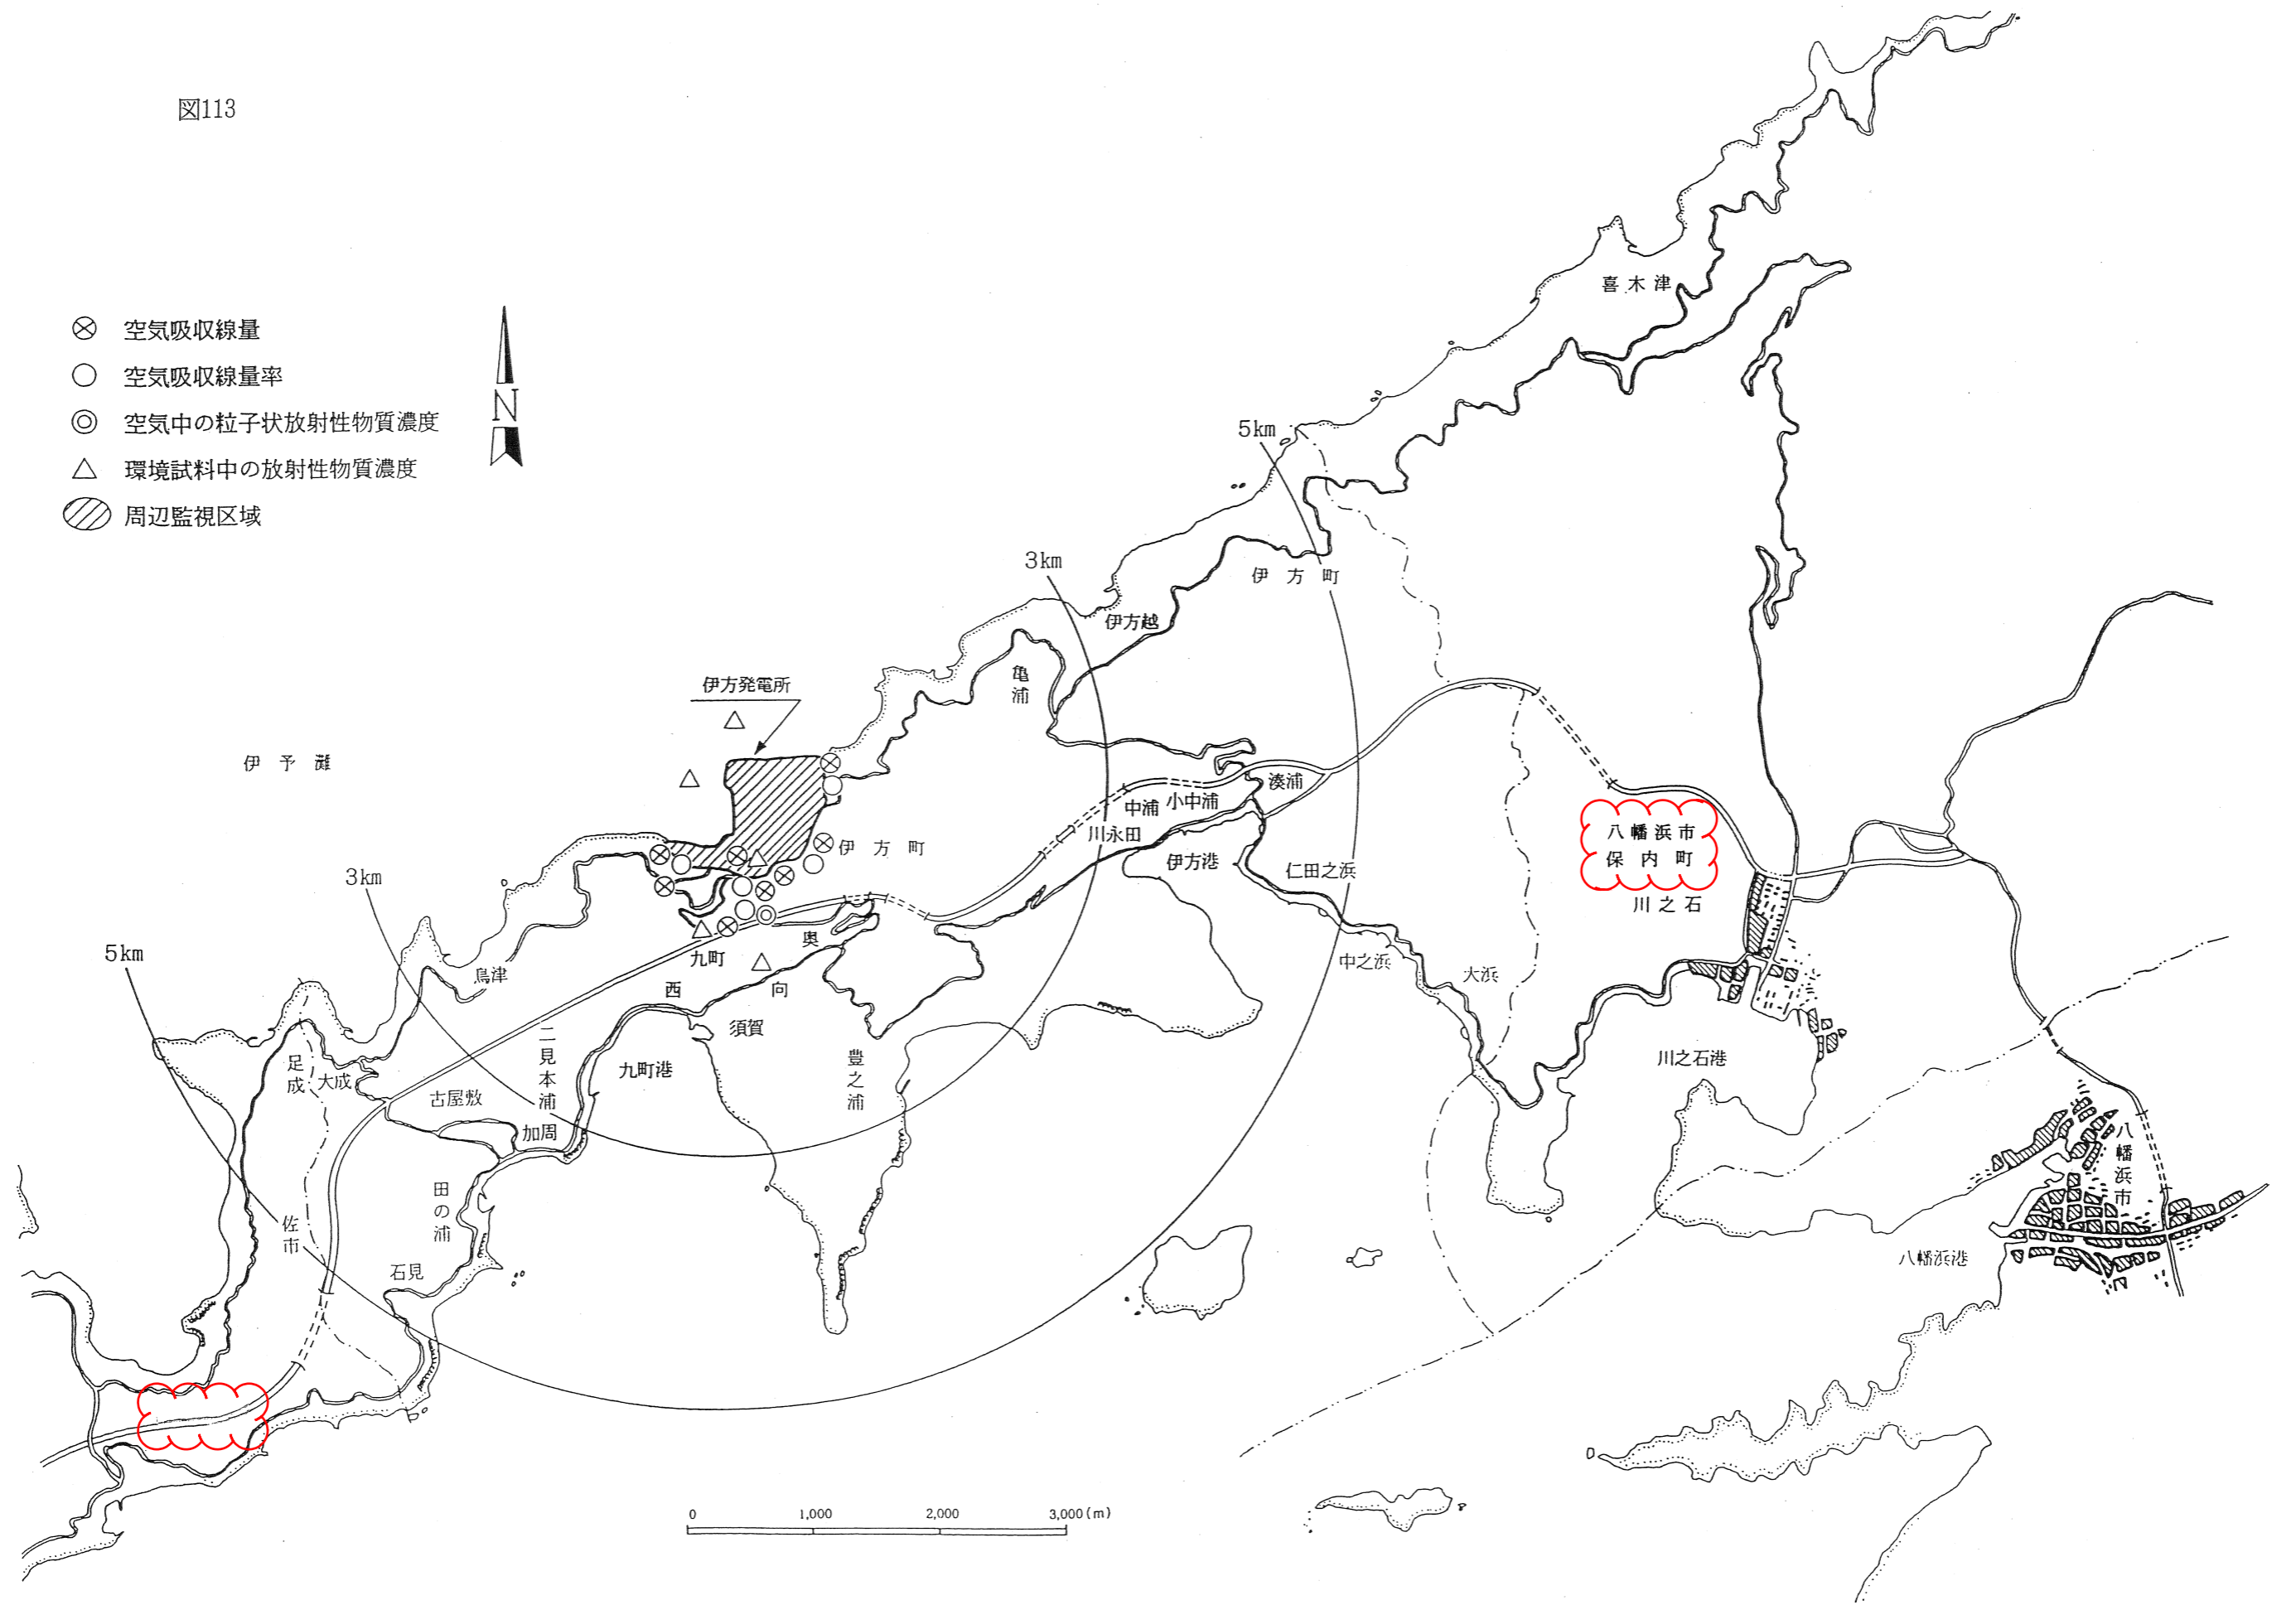 図113
空気吸収線量
空気吸収線量率
空気中の粒子状放射性物質濃度
環境試料中の放射性物質濃度
周辺監視区域
N
喜木津
5km
3km
伊方町
伊方越
亀浦
伊方発電所
伊予灘
湊浦
中浦
小中浦
川永田
伊方港
伊方町
八幡浜市
保内町
川之石
仁田之浜
3km
5km
中之浜
大浜
奥
九町
西
向
鳥津
須賀
二見本浦
九町港
豊之浦
川之石港
足成
大成
古屋敷
加周
田の浦
佐市
石見
八幡浜市
八幡浜港
0 1,000 2,000 3,000(m)